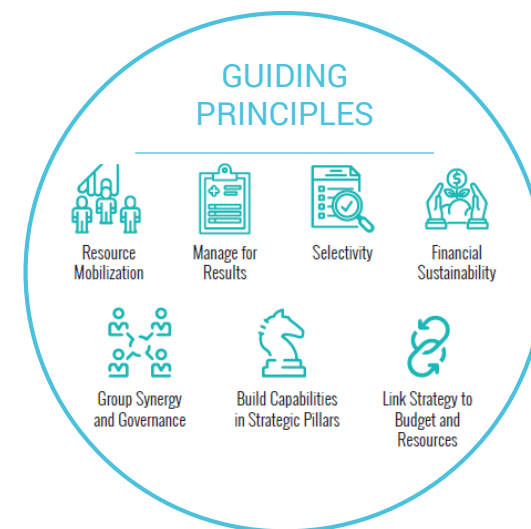 GUIDING
PRINCIPLES
Resource
Mobilization
Manage for
Results
Selectivity
Financial
Sustainability
Group Synergy
and Governance
Build Capabilities
in Strategic Pillars
Link Strategy to
Budget and
Resources